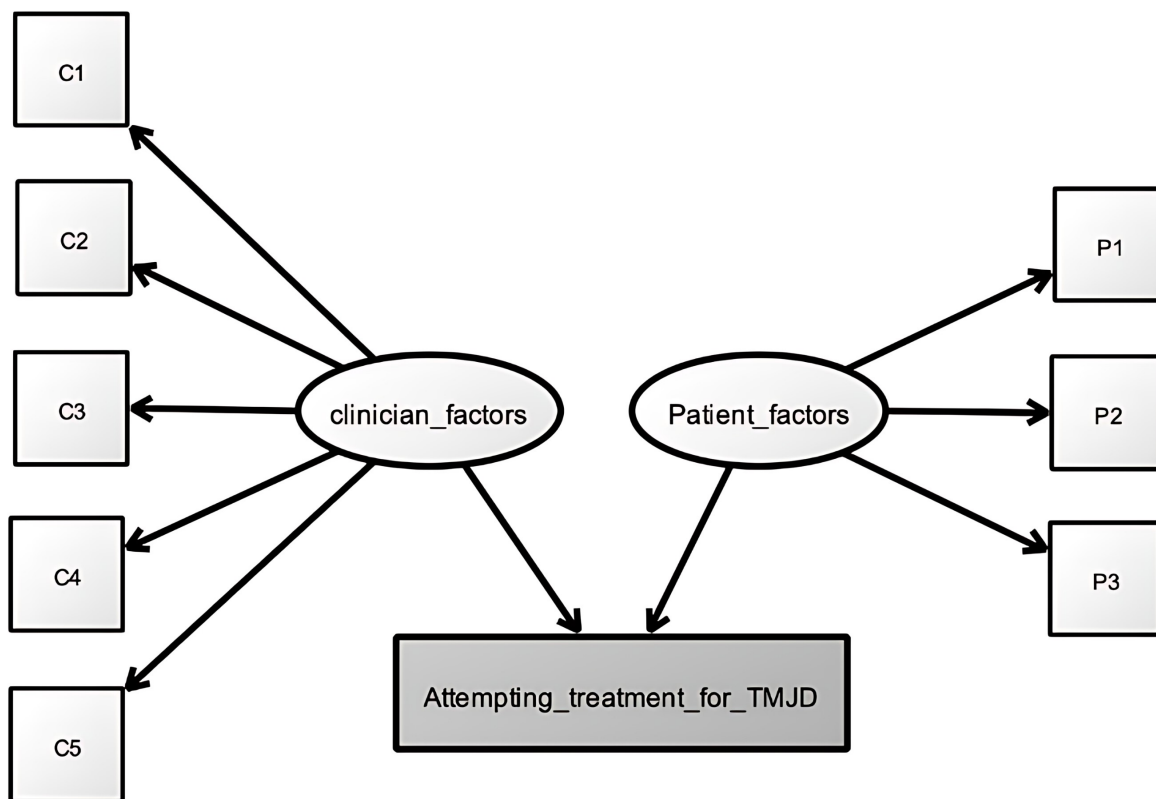 C1
C2
C3
C4
C5
clinician_factors
Patient_factors
P1
P2
P3
Attempting_treatment_for_TMJD